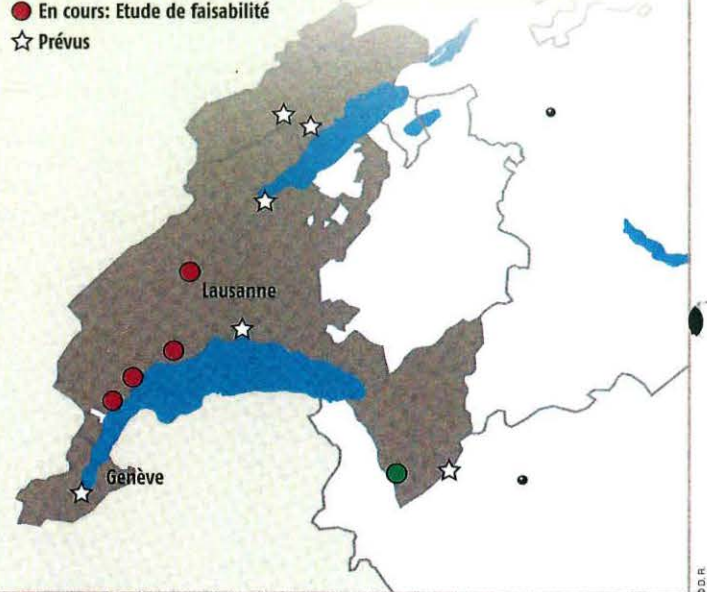 En cours: Etude de faisabilité
Prévus
Lausanne
Genève
© D. R.